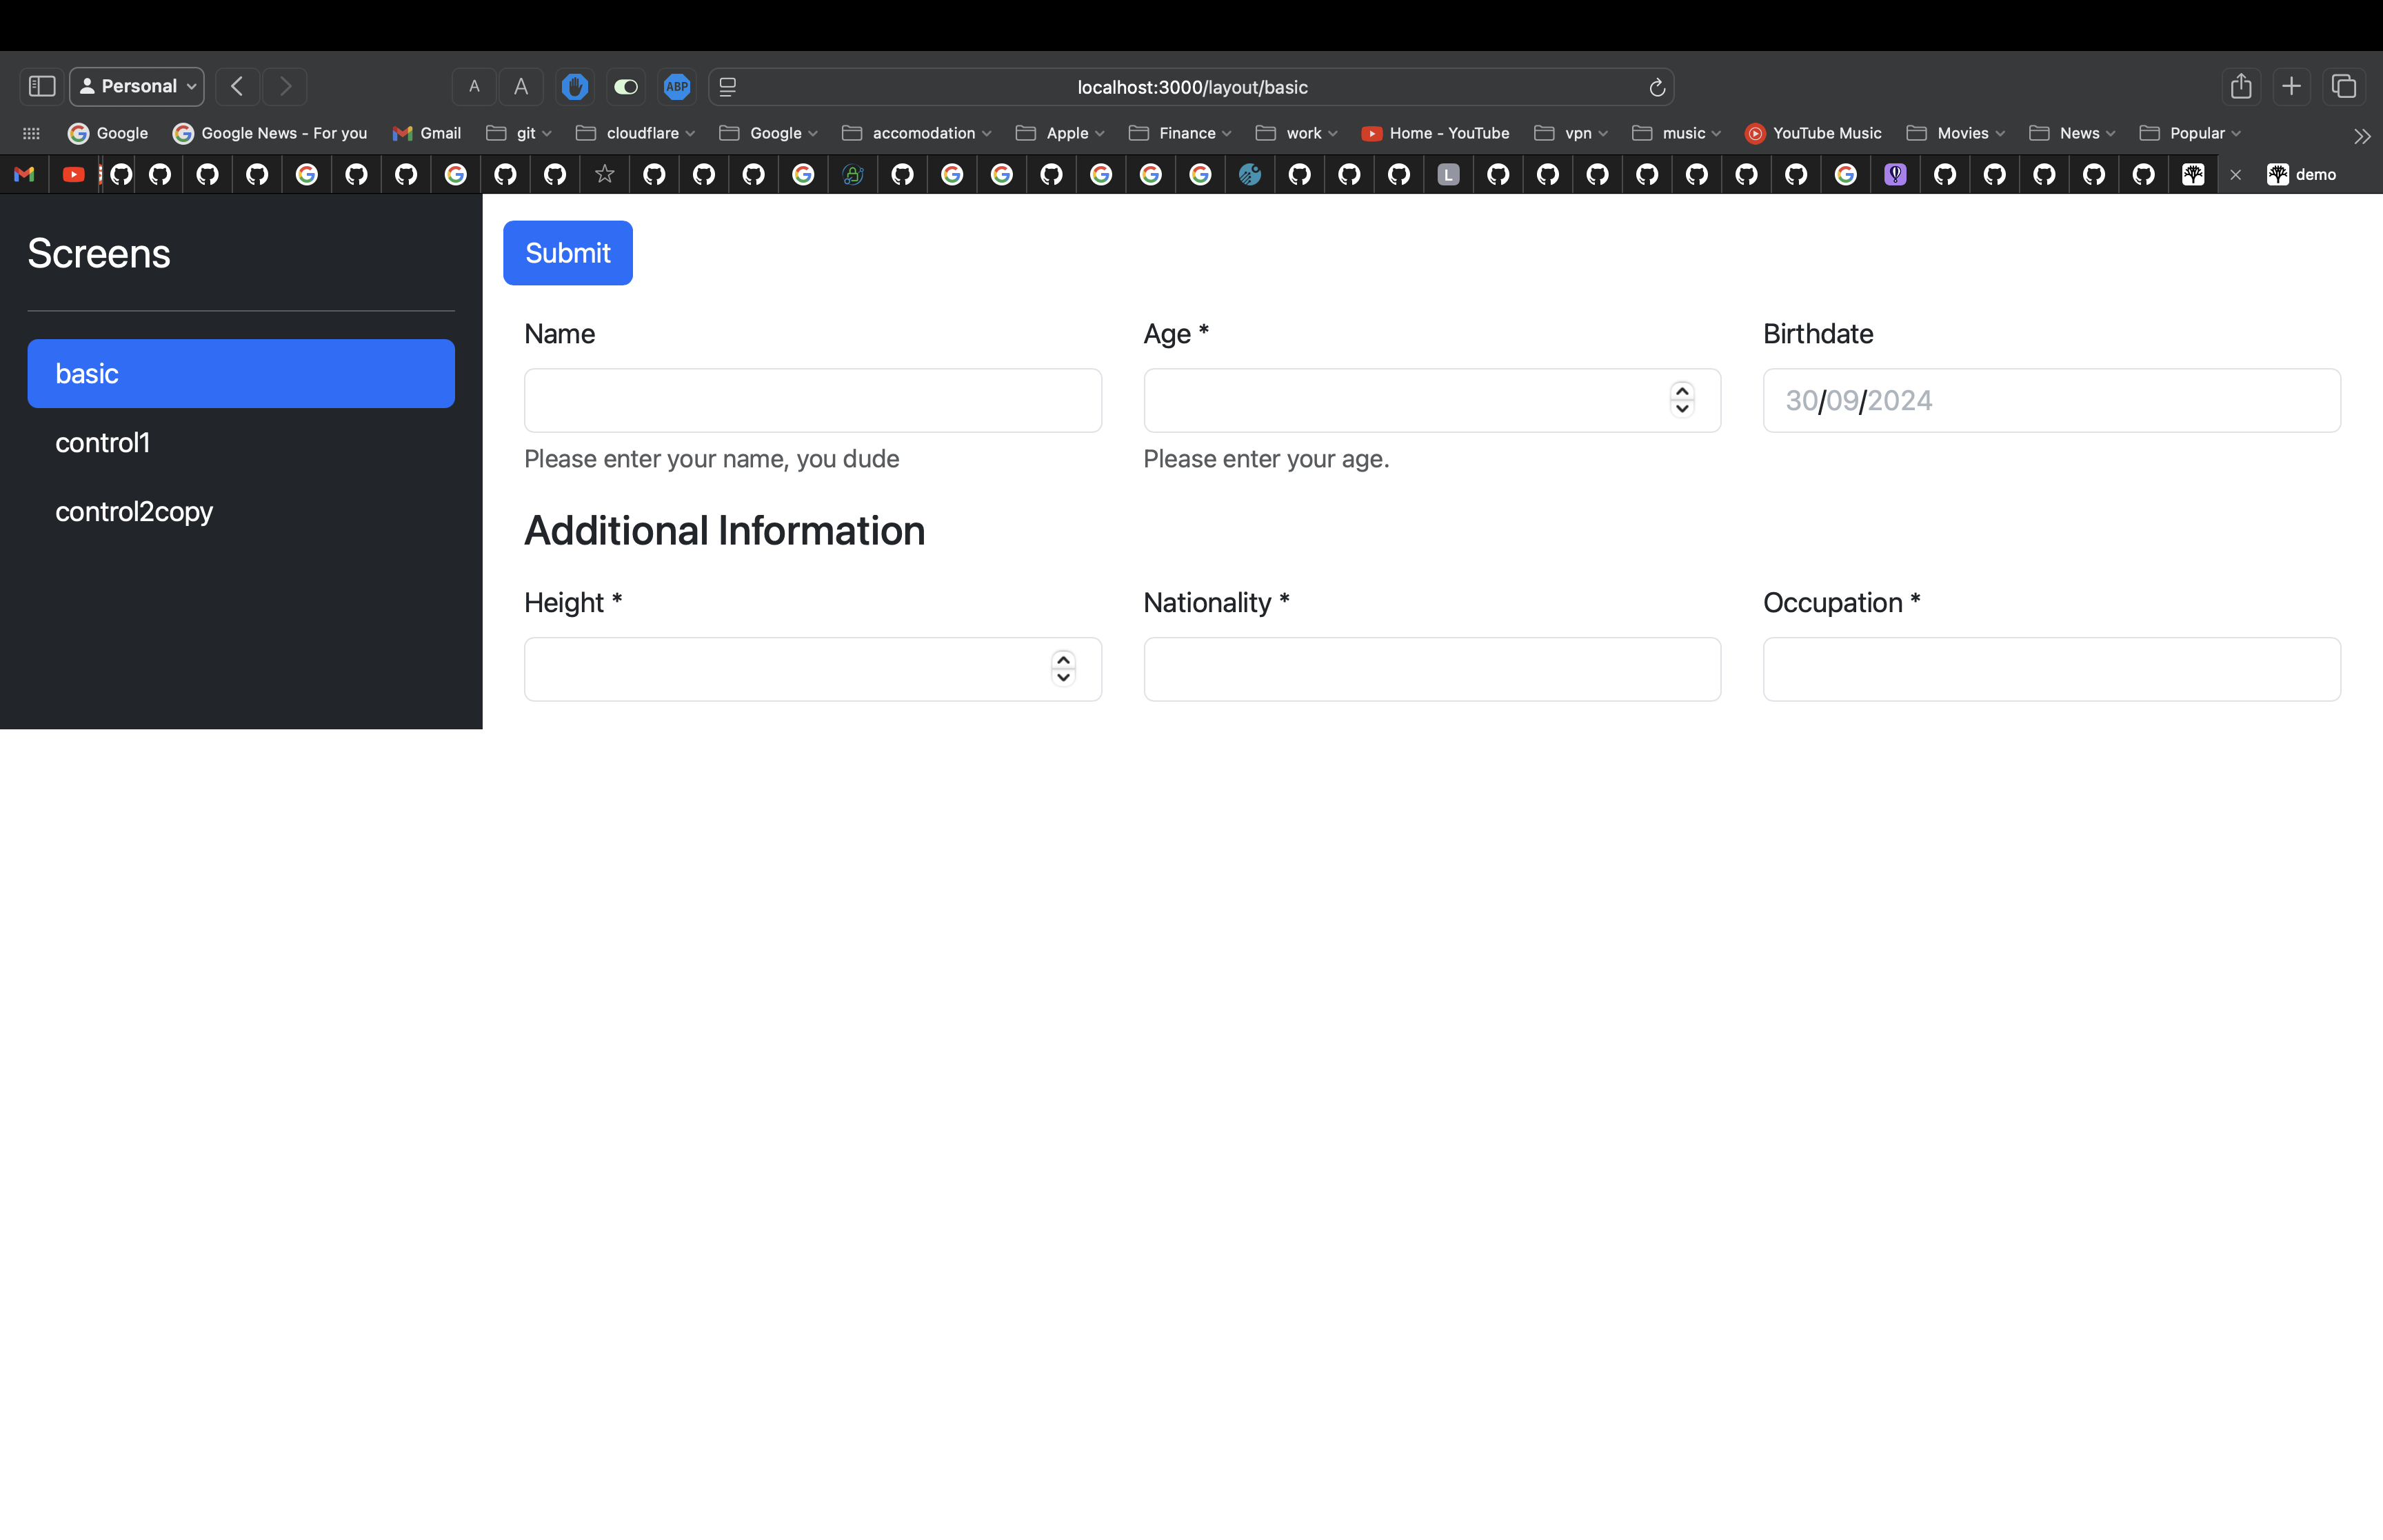 Personal
A A ABP localhost:3000/layout/basic
Google Google News - For you Gmail git cloudflare Google accomodation Apple Finance work Home - YouTube vpn music YouTube Music Movies News Popular
L demo
Screens
basic
control1
control2copy
Submit
Name Age * Birthdate
30/09/2024
Please enter your name, you dude Please enter your age.
Additional Information
Height * Nationality * Occupation *